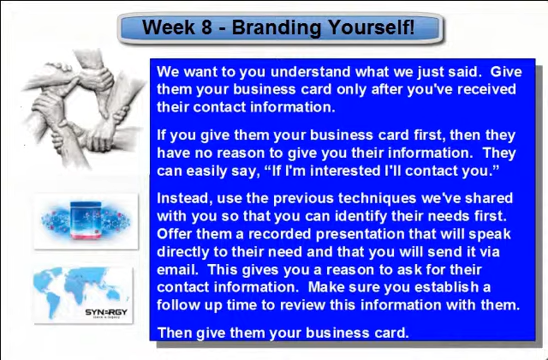 Week 8 - Branding Yourself!
We want to you understand what we just said. Give
them your business card only after you've received
their contact information.
If you give them your business card first, then they
have no reason to give you their information. They
can easily say, “If I'm interested I'll contact you.”
Instead, use the previous techniques we've shared
with you so that you can identify their needs first.
Offer them a recorded presentation that will speak
directly to their need and that you will send it via
email. This gives you a reason to ask for their
contact information. Make sure you establish a
follow up time to review this information with them.
Then give them your business card.
SYNERGY